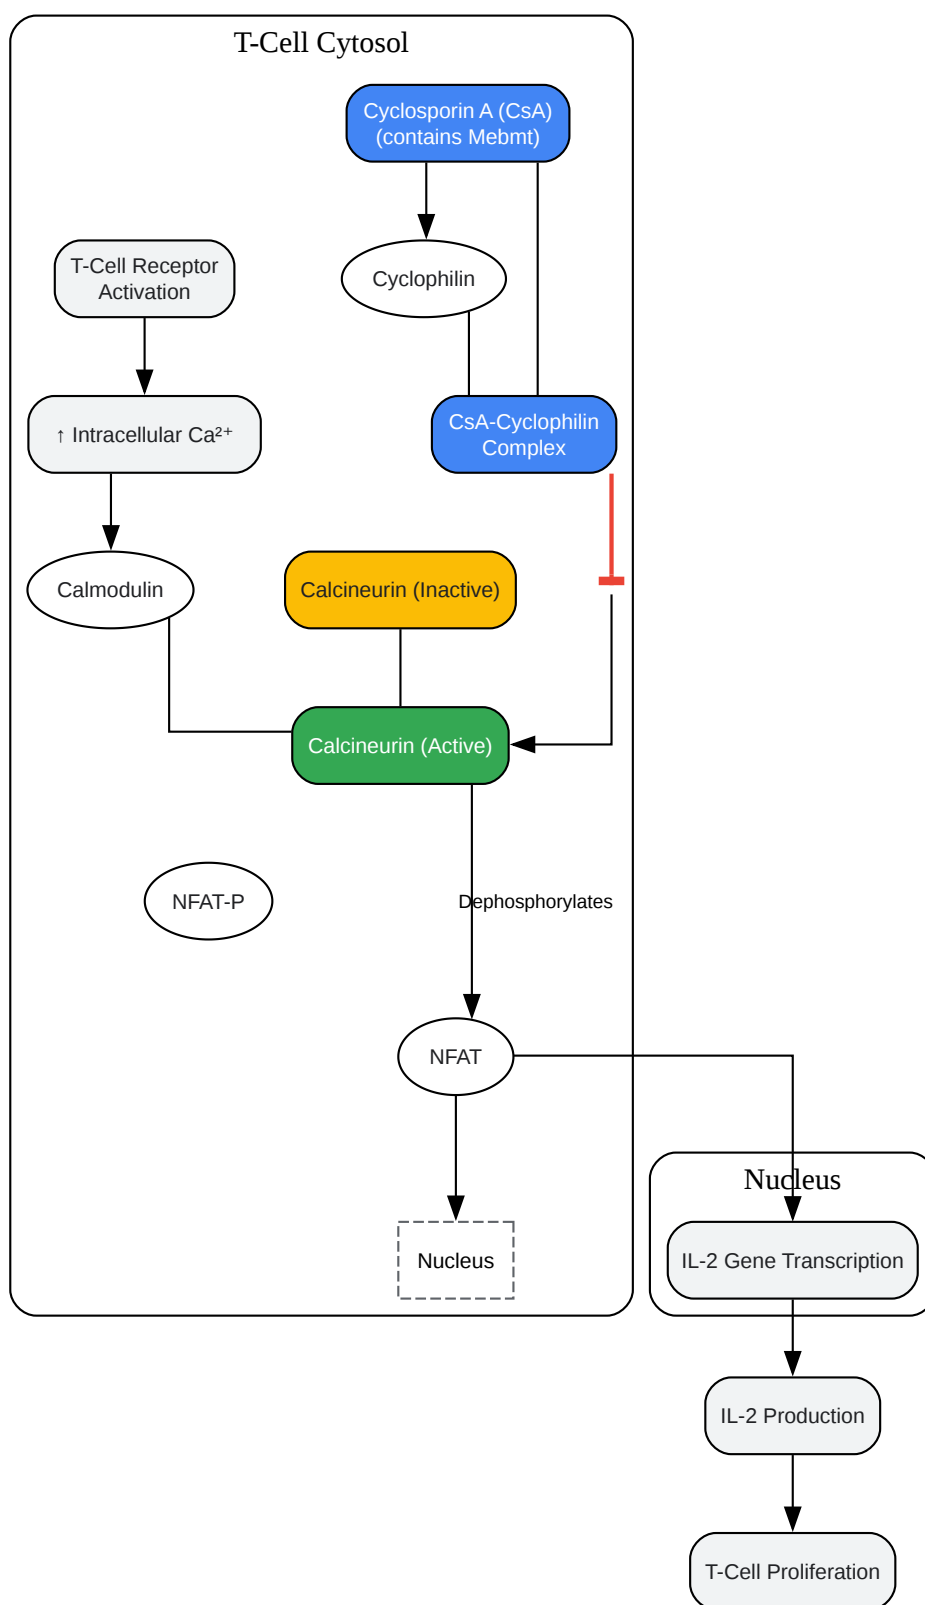 T-Cell Cytosol
Cyclosporin A (CsA)
(contains Mebmt)
T-Cell Receptor
Activation
Cyclophilin
↑ Intracellular Ca²⁺
CsA-Cyclophilin
Complex
Calmodulin
Calcineurin (Inactive)
Calcineurin (Active)
NFAT-P
Dephosphorylates
NFAT
Nucleus
Nucleus
IL-2 Gene Transcription
IL-2 Production
T-Cell Proliferation